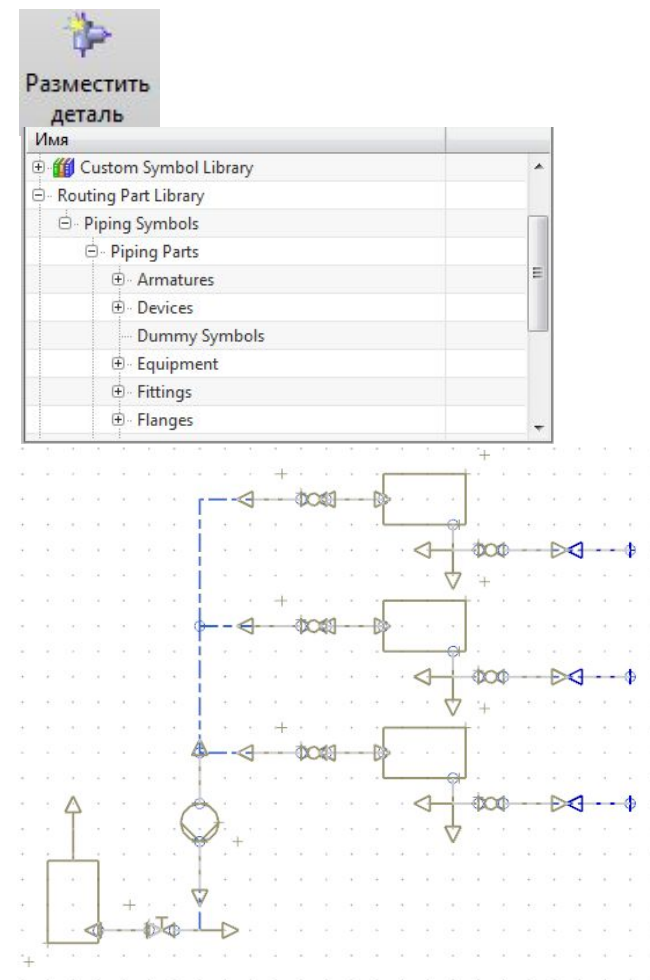 Разместить
деталь
Имя
Custom Symbol Library
Routing Part Library
Piping Symbols
Piping Parts
Armatures
Devices
Dummy Symbols
Equipment
Fittings
Flanges